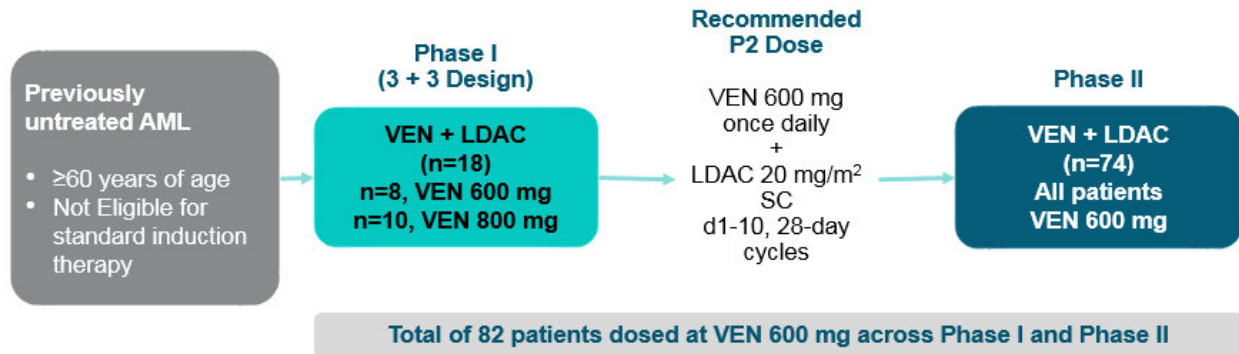 Previously
untreated AML
• ≥60 years of age
• Not Eligible for
standard induction
therapy
Phase I
(3 + 3 Design)
VEN + LDAC
(n=18)
n=8, VEN 600 mg
n=10, VEN 800 mg
Recommended
P2 Dose
VEN 600 mg
once daily
+
LDAC 20 mg/m²
SC
d1-10, 28-day
cycles
Phase II
VEN + LDAC
(n=74)
All patients
VEN 600 mg
Total of 82 patients dosed at VEN 600 mg across Phase I and Phase II